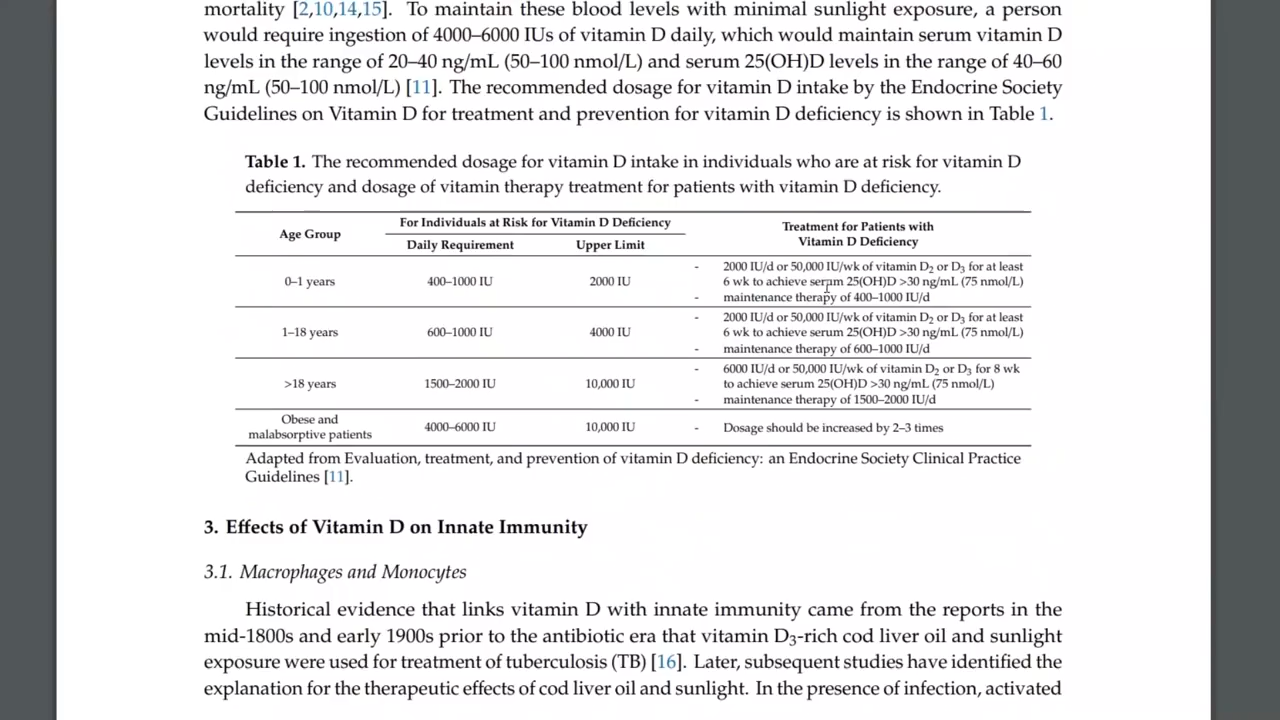 mortality [2,10,14,15]. To maintain these blood levels with minimal sunlight exposure, a person
would require ingestion of 4000–6000 IUs of vitamin D daily, which would maintain serum vitamin D
levels in the range of 20–40 ng/mL (50–100 nmol/L) and serum 25(OH)D levels in the range of 40–60
ng/mL (50–100 nmol/L) [11]. The recommended dosage for vitamin D intake by the Endocrine Society
Guidelines on Vitamin D for treatment and prevention for vitamin D deficiency is shown in Table 1.
Table 1. The recommended dosage for vitamin D intake in individuals who are at risk for vitamin D
deficiency and dosage of vitamin therapy treatment for patients with vitamin D deficiency.
Age Group
For Individuals at Risk for Vitamin D Deficiency
Daily Requirement
Upper Limit
Treatment for Patients with
Vitamin D Deficiency
0–1 years
400–1000 IU
2000 IU
- 2000 IU/d or 50,000 IU/wk of vitamin D₂ or D₃ for at least
6 wk to achieve serum 25(OH)D >30 ng/mL (75 nmol/L)
- maintenance therapy of 400–1000 IU/d
1–18 years
600–1000 IU
4000 IU
- 2000 IU/d or 50,000 IU/wk of vitamin D₂ or D₃ for at least
6 wk to achieve serum 25(OH)D >30 ng/mL (75 nmol/L)
- maintenance therapy of 600–1000 IU/d
>18 years
1500–2000 IU
10,000 IU
- 6000 IU/d or 50,000 IU/wk of vitamin D₂ or D₃ for 8 wk
to achieve serum 25(OH)D >30 ng/mL (75 nmol/L)
- maintenance therapy of 1500–2000 IU/d
Obese and
malabsorptive patients
4000–6000 IU
10,000 IU
- Dosage should be increased by 2–3 times
Adapted from Evaluation, treatment, and prevention of vitamin D deficiency: an Endocrine Society Clinical Practice
Guidelines [11].
3. Effects of Vitamin D on Innate Immunity
3.1. Macrophages and Monocytes
Historical evidence that links vitamin D with innate immunity came from the reports in the
mid-1800s and early 1900s prior to the antibiotic era that vitamin D₃-rich cod liver oil and sunlight
exposure were used for treatment of tuberculosis (TB) [16]. Later, subsequent studies have identified the
explanation for the therapeutic effects of cod liver oil and sunlight. In the presence of infection, activated